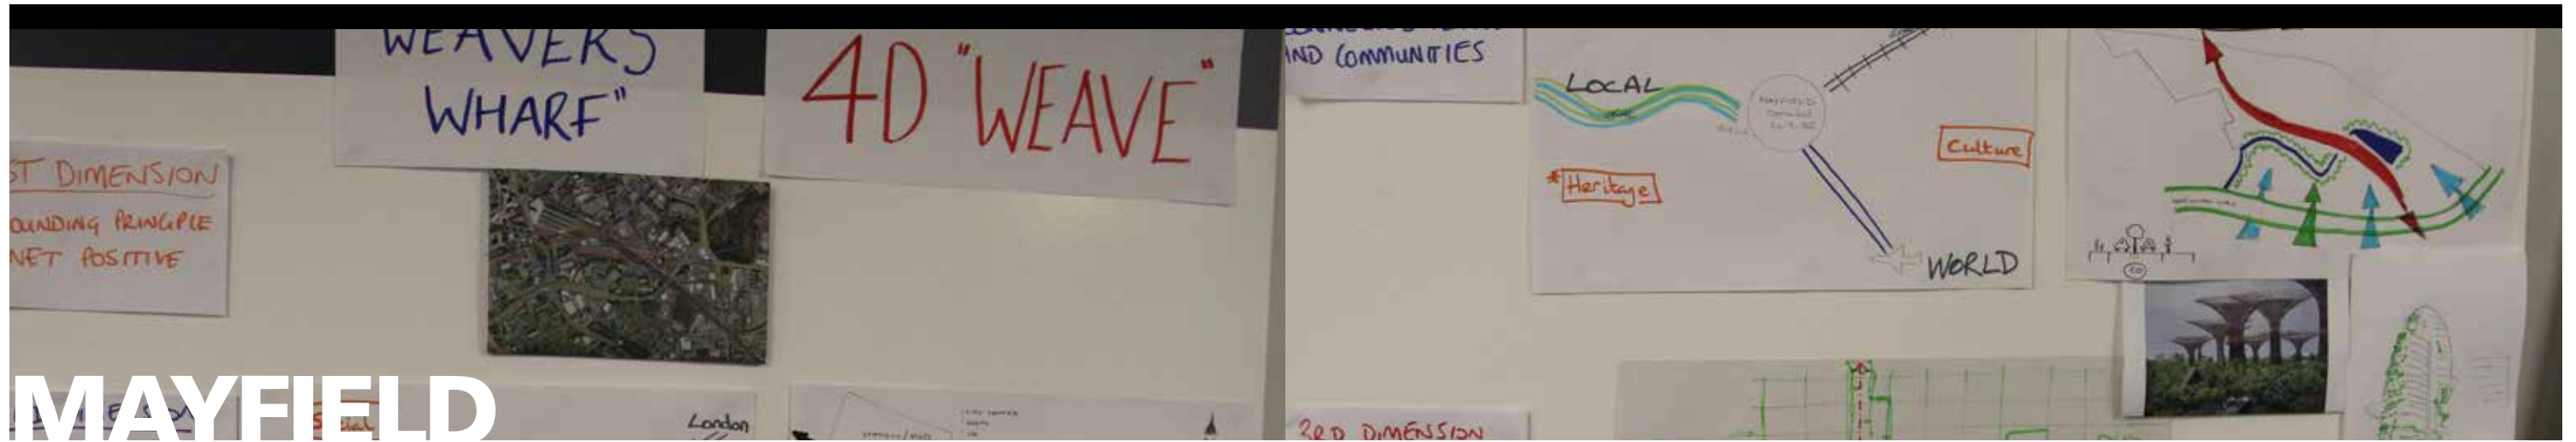 WEAVERS
WHARF"
4D "WEAVE"
ST DIMENSION
OUNDING PRINCIPLE
NET POSITIVE
AND COMMUNITIES
LOCAL
Culture
*Heritage
WORLD
MAYFIELD
London
3RD DIMENSION